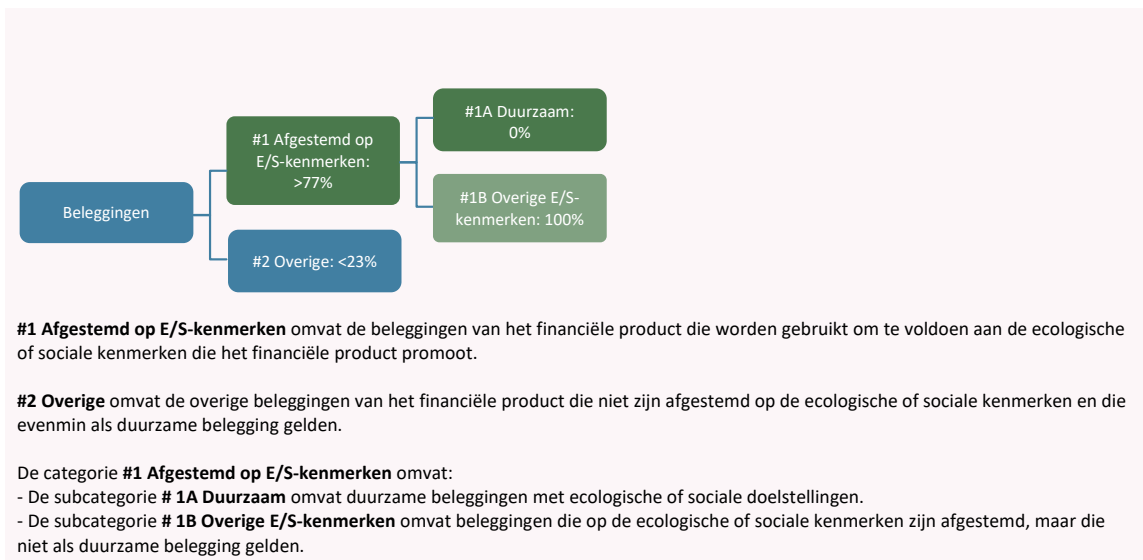 #1A Duurzaam:
0%
#1 Afgestemd op
E/S-kenmerken:
>77%
#1B Overige E/S-
kenmerken: 100%
Beleggingen
#2 Overige: <23%
#1 Afgestemd op E/S-kenmerken omvat de beleggingen van het financiële product die worden gebruikt om te voldoen aan de ecologische
of sociale kenmerken die het financiële product promoot.
#2 Overige omvat de overige beleggingen van het financiële product die niet zijn afgestemd op de ecologische of sociale kenmerken en die
evenmin als duurzame belegging gelden.
De categorie #1 Afgestemd op E/S-kenmerken omvat:
- De subcategorie # 1A Duurzaam omvat duurzame beleggingen met ecologische of sociale doelstellingen.
- De subcategorie # 1B Overige E/S-kenmerken omvat beleggingen die op de ecologische of sociale kenmerken zijn afgestemd, maar die
niet als duurzame belegging gelden.